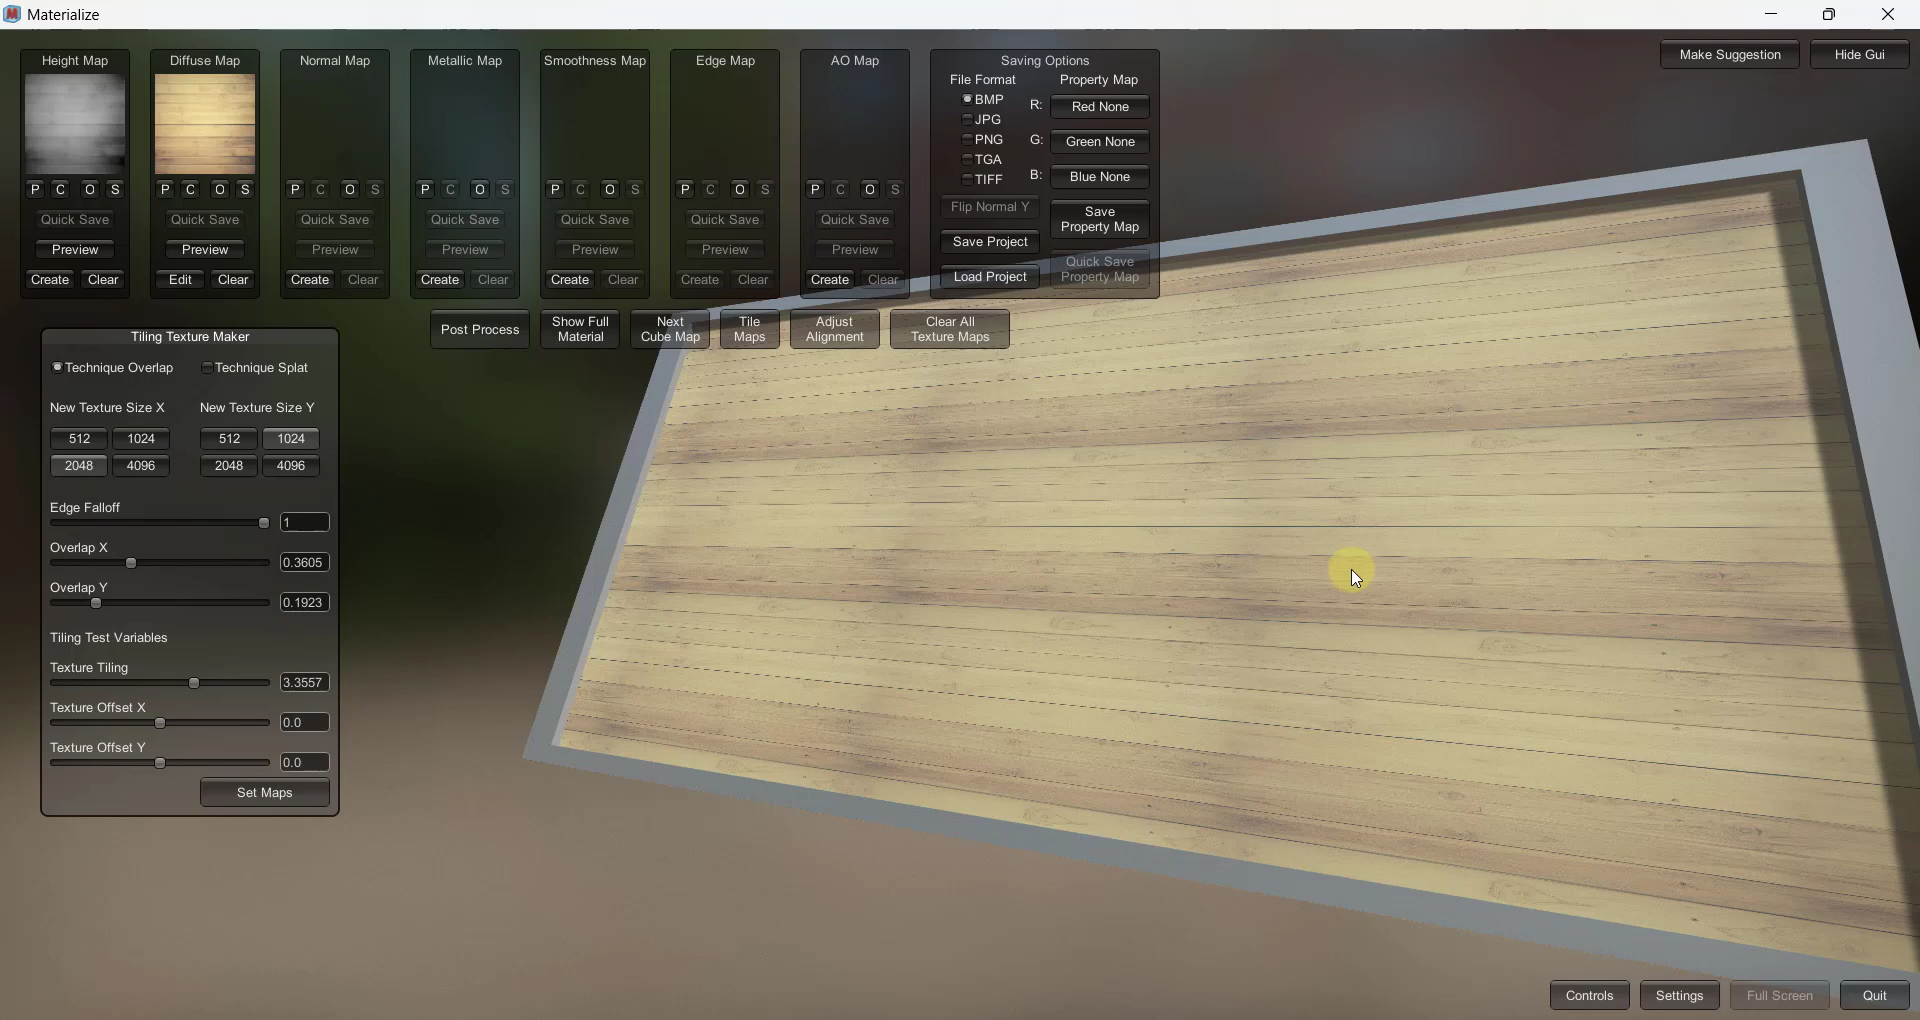 Materialize
Make Suggestion Hide Gui
Height Map Diffuse Map Normal Map Metallic Map Smoothness Map Edge Map AO Map Saving Options
File Format Property Map
BMP R: Red None
JPG
PNG G: Green None
TGA
TIFF B: Blue None
P C O S P C O S P C O S P C O S P C O S P C O S P C O S
Flip Normal Y Save Property Map
Quick Save Quick Save Quick Save Quick Save Quick Save Quick Save Quick Save
Save Project
Preview Preview Preview Preview Preview Preview Preview
Quick Save Property Map
Create Clear Edit Clear Create Clear Create Clear Create Clear Create Clear Create Clear Load Project
Post Process Show Full Material Next Cube Map Tile Maps Adjust Alignment Clear All Texture Maps
Tiling Texture Maker
Technique Overlap Technique Splat
New Texture Size X New Texture Size Y
512 1024 512 1024
2048 4096 2048 4096
Edge Falloff
1
Overlap X
0.3605
Overlap Y
0.1923
Tiling Test Variables
Texture Tiling
3.3557
Texture Offset X
0.0
Texture Offset Y
0.0
Set Maps
Controls Settings Full Screen Quit